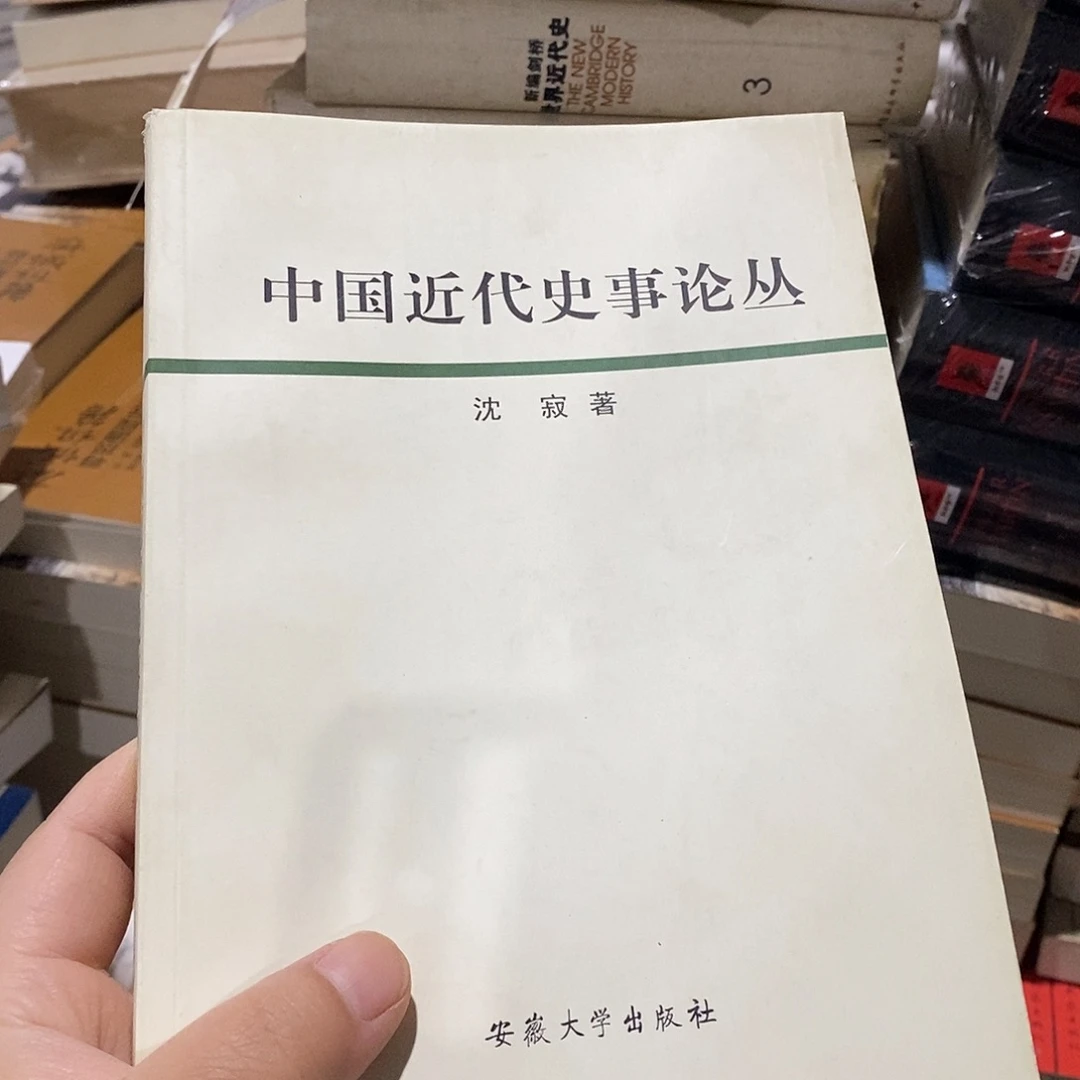 新编剑桥
世界近代史
THE NEW
CAMBRIDGE
MODERN
HISTORY
3
中国近代史事论丛
沈 寂 著
安徽大学出版社